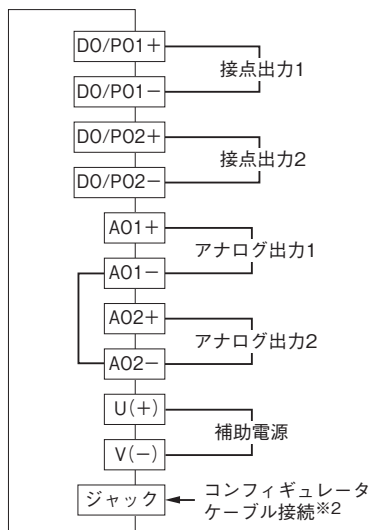 DO/PO1+
DO/PO1−
接点出力1
DO/PO2+
DO/PO2−
接点出力2
AO1+
AO1−
アナログ出力1
AO2+
AO2−
アナログ出力2
U(+)
V(−)
補助電源
ジャック
コンフィギュレータ
ケーブル接続※2